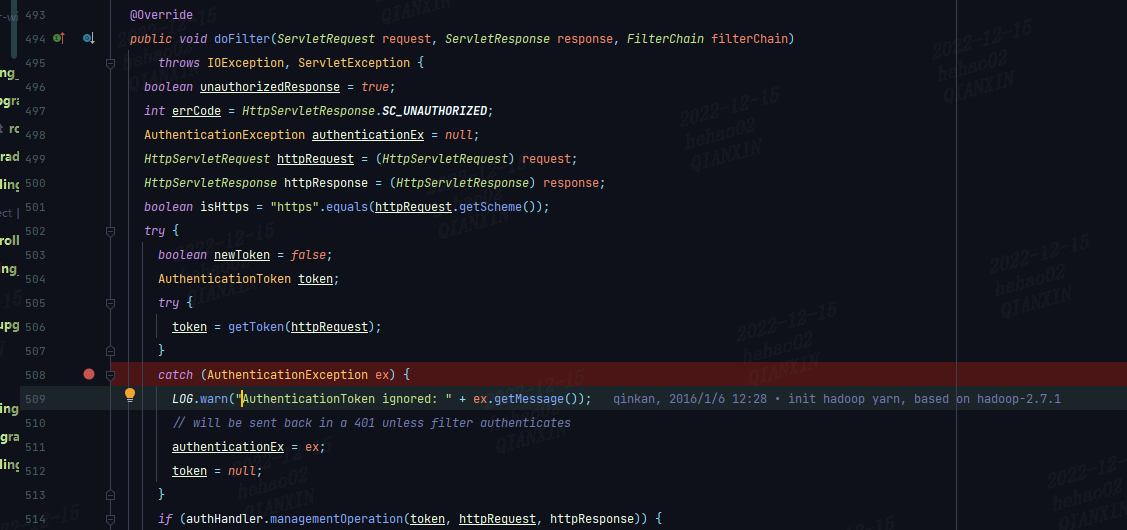 493 @Override
494 public void doFilter(ServletRequest request, ServletResponse response, FilterChain filterChain)
495 throws IOException, ServletException {
496 boolean unauthorizedResponse = true;
497 int errCode = HttpServletResponse.SC_UNAUTHORIZED;
498 AuthenticationException authenticationEx = null;
499 HttpServletRequest httpRequest = (HttpServletRequest) request;
500 HttpServletResponse httpResponse = (HttpServletResponse) response;
501 boolean isHttps = "https".equals(httpRequest.getScheme());
502 try {
503 boolean newToken = false;
504 AuthenticationToken token;
505 try {
506 token = getToken(httpRequest);
507 }
508 catch (AuthenticationException ex) {
509 LOG.warn("AuthenticationToken ignored: " + ex.getMessage()); qinkan, 2016/1/6 12:28 • init hadoop yarn, based on hadoop-2.7.1
510 // will be sent back in a 401 unless filter authenticates
511 authenticationEx = ex;
512 token = null;
513 }
514 if (authHandler.managementOperation(token, httpRequest, httpResponse)) {
2022-12-15
hehao02
QIANXIN